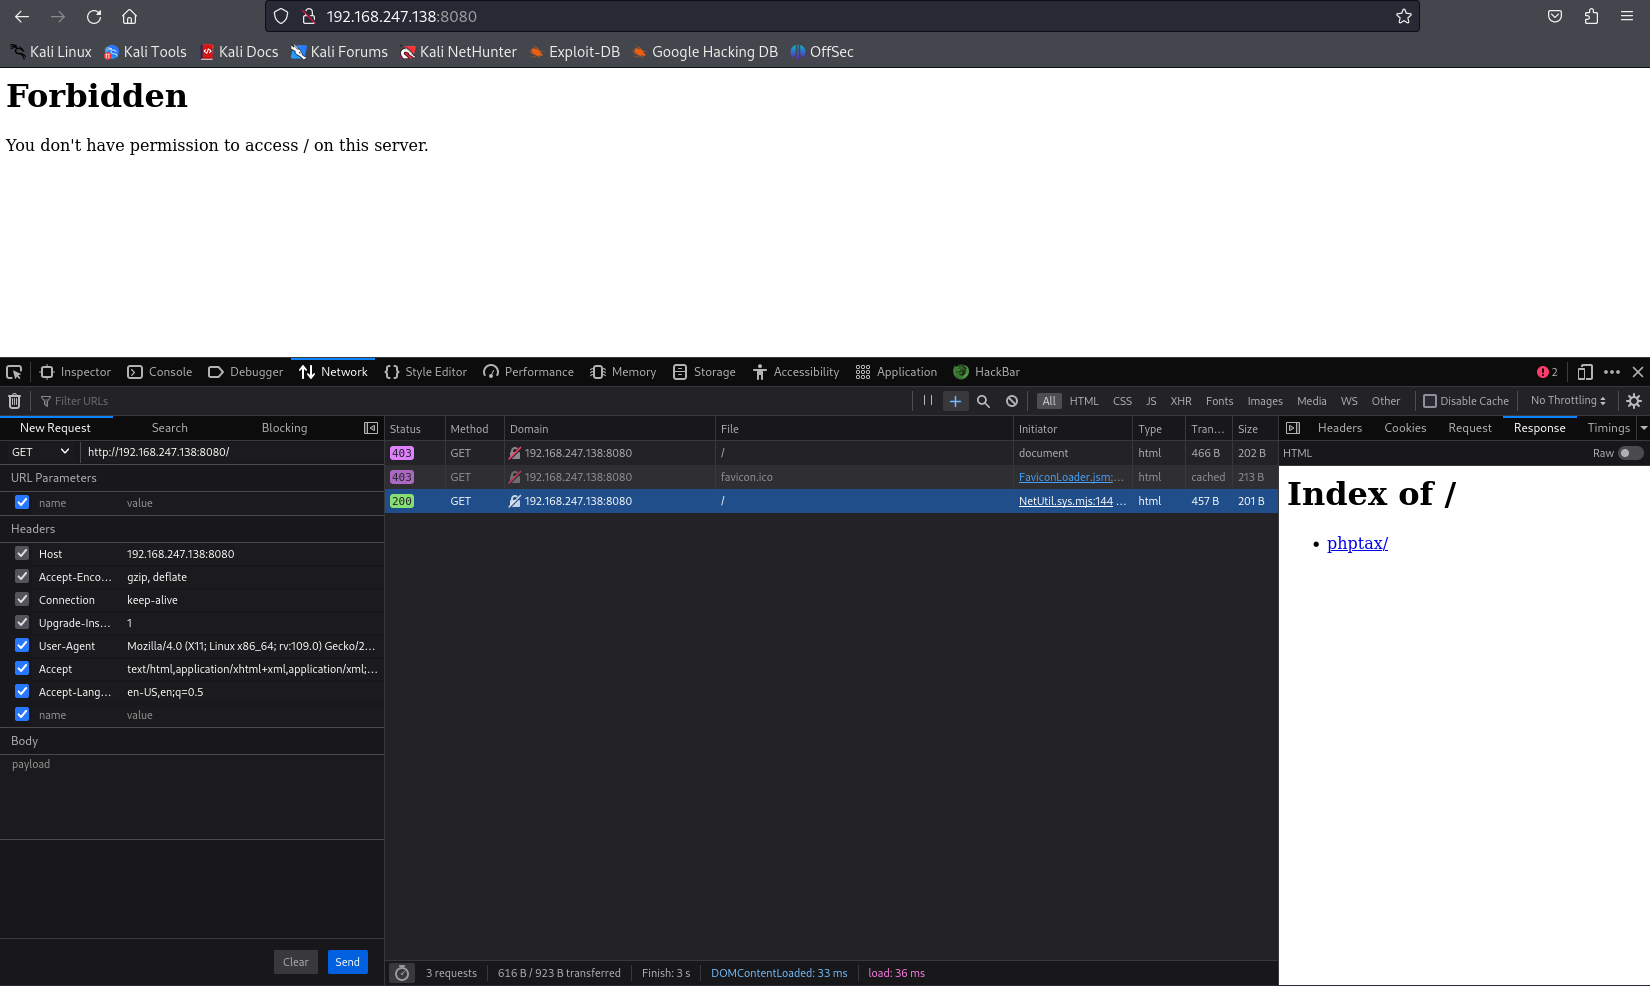 192.168.247.138:8080
Kali Linux Kali Tools Kali Docs Kali Forums Kali NetHunter Exploit-DB Google Hacking DB OffSec
Forbidden
You don't have permission to access / on this server.
Inspector Console Debugger Network Style Editor Performance Memory Storage Accessibility Application HackBar 2
Filter URLs All HTML CSS JS XHR Fonts Images Media WS Other Disable Cache No Throttling
New Request Search Blocking
GET http://192.168.247.138:8080/
URL Parameters
name value
Headers
Host 192.168.247.138:8080
Accept-Enco... gzip, deflate
Connection keep-alive
Upgrade-Ins... 1
User-Agent Mozilla/4.0 (X11; Linux x86_64; rv:109.0) Gecko/2...
Accept text/html,application/xhtml+xml,application/xml;...
Accept-Lang... en-US,en;q=0.5
name value
Body
payload
Clear Send
Status Method Domain File Initiator Type Tran... Size
403 GET 192.168.247.138:8080 / document html 466 B 202 B
403 GET 192.168.247.138:8080 favicon.ico FaviconLoader.jsm:... html cached 213 B
200 GET 192.168.247.138:8080 / NetUtil.sys.mjs:144 ... html 457 B 201 B
3 requests 616 B / 923 B transferred Finish: 3 s DOMContentLoaded: 33 ms load: 36 ms
Headers Cookies Request Response Timings
HTML Raw
Index of /
• phptax/